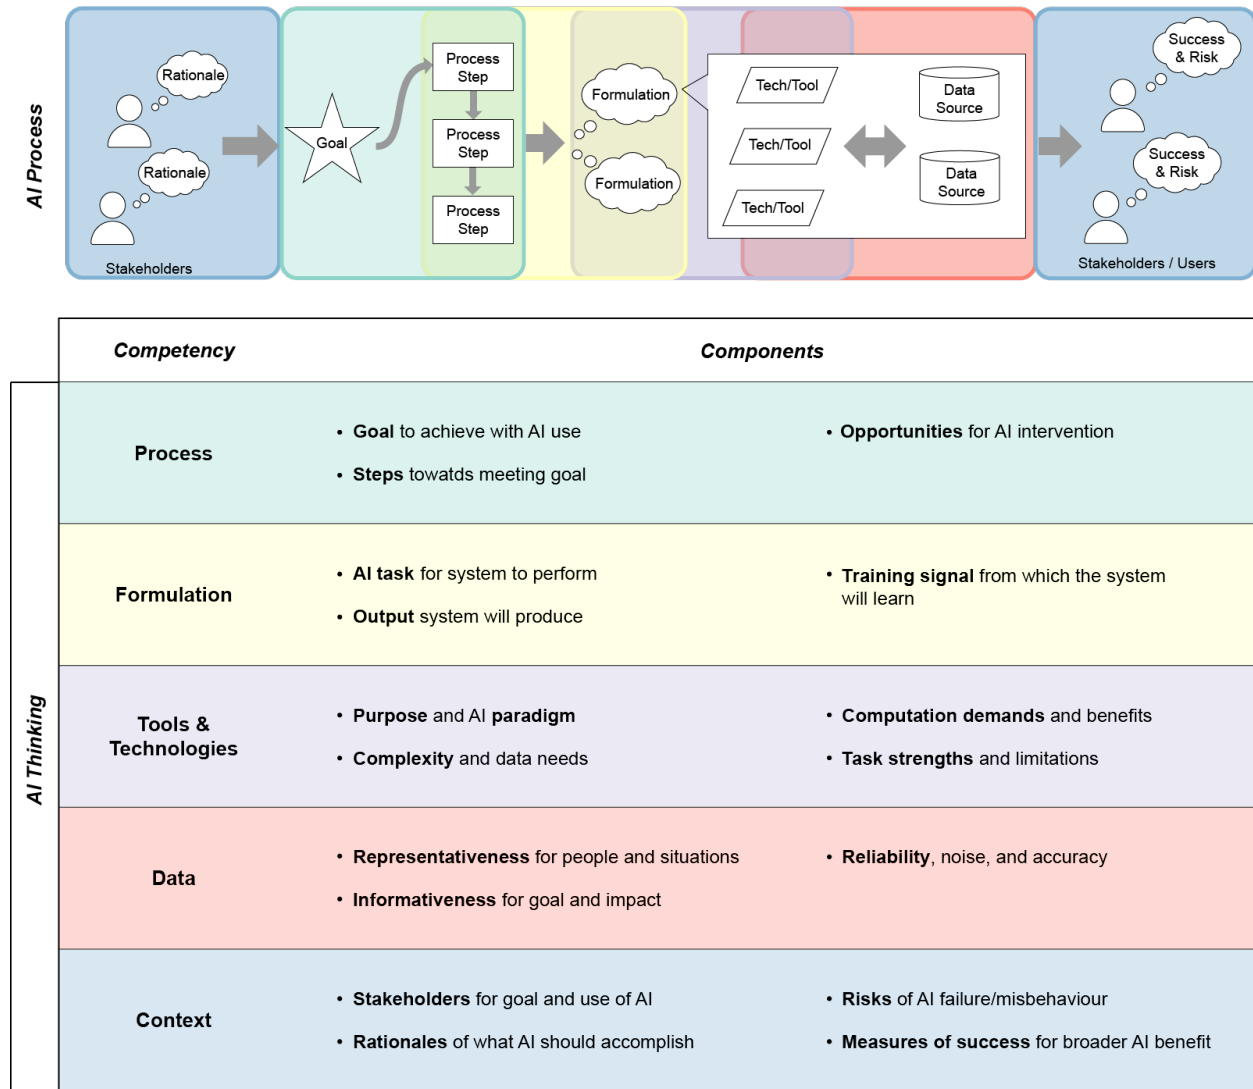 AI Process
Rationale
Rationale
Stakeholders
Goal
Process
Step
Process
Step
Process
Step
Formulation
Formulation
Tech/Tool
Tech/Tool
Tech/Tool
Data
Source
Data
Source
Success
& Risk
Success
& Risk
Stakeholders / Users
Competency
Components
AI Thinking
Process
• Goal to achieve with AI use
• Steps towatds meeting goal
• Opportunities for AI intervention
Formulation
• AI task for system to perform
• Output system will produce
• Training signal from which the system
will learn
Tools &
Technologies
• Purpose and AI paradigm
• Complexity and data needs
• Computation demands and benefits
• Task strengths and limitations
Data
• Representativeness for people and situations
• Informativeness for goal and impact
• Reliability, noise, and accuracy
Context
• Stakeholders for goal and use of AI
• Rationales of what AI should accomplish
• Risks of AI failure/misbehaviour
• Measures of success for broader AI benefit